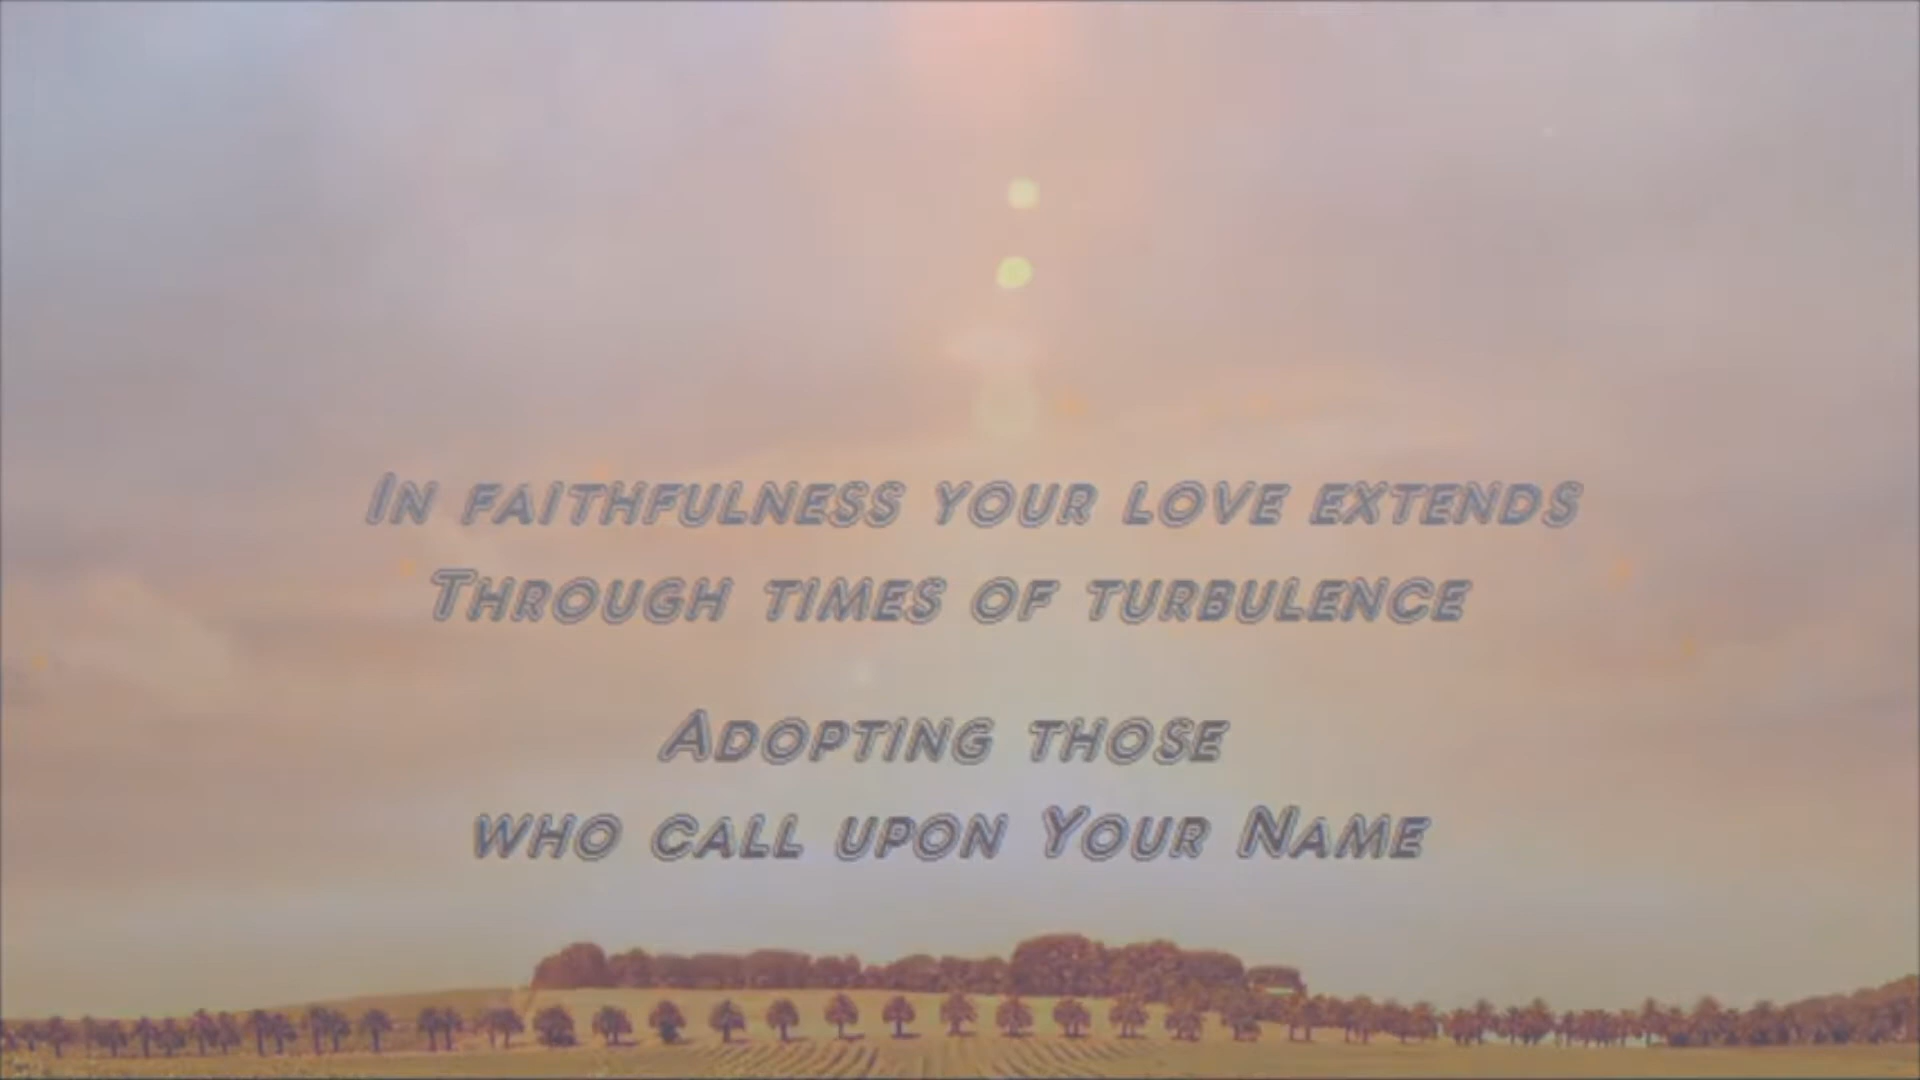 In faithfulness your love extends
Through times of turbulence
Adopting those
who call upon Your Name